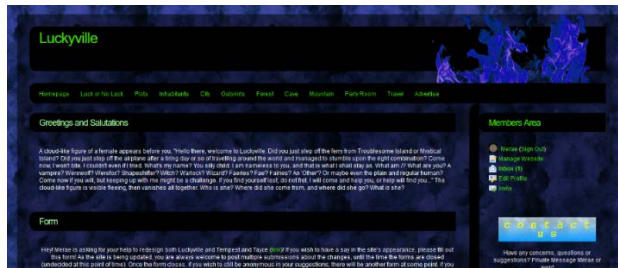 Luckyville
Homepage Luck or No Luck Plots Inhabitants City Outskirts Forest Cave Mountain Party Room Travel Advertise
Greetings and Salutations
A cloud-like figure of a female appears before you, "Hello there, welcome to Luckville. Did you just step off the fern from Troublesome Island or Mystical
Island? Did you just step off the airplane after a tiring day or so of travelling around the world and managed to stumble upon the right combination? Come
now, I won't bite, I couldn't even if I tried. What's my name? You silly child, I am nameless to you, and that is what I shall stay as. What am I? What are you? A
vampire? Werewolf? Werefox? Shapeshifter? Witch? Warlock? Wizard? Faeries? Fae? Fairies? An 'Other'? Or maybe even the plain and regular human?
Come now if you will, but keeping up with me might be a challenge. If you find yourself lost, do not fret. I will come and help you, or help will find you..." The
cloud-like figure is visible fleeing, then vanishes all together. Who is she? Where did she come from, and where did she go? What is she?
Form
Hey! Merae is asking for your help to redesign both Luckyville and Tempest and Tayce (link)! If you wish to have a say in the site's appearance, please fill out
this form! As the site is being updated, you are always welcome to post multiple submissions about the changes, until the time the forms are closed
(undecided at this point of time). Once the form closes, if you wish to still be anonymous in your suggestions, there will be another form at some point. If you
Members Area
Merae (Sign Out)
Manage Website
Inbox (1)
Edit Profile
Invite
contact
us
Have any concerns, questions or
suggestions? Private Message Merae or